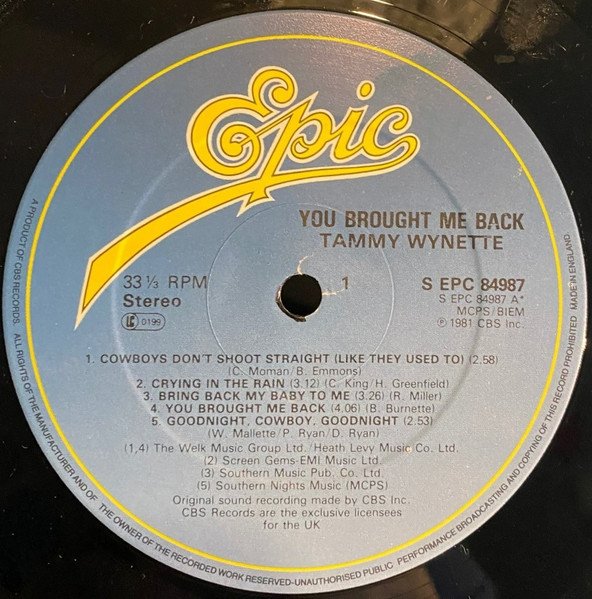 Epic
YOU BROUGHT ME BACK
TAMMY WYNETTE
33⅓ RPM
Stereo
LC 0199
1
S EPC 84987
S EPC 84987 A*
MCPS/BIEM
℗ 1981 CBS Inc.
1. COWBOYS DON'T SHOOT STRAIGHT (LIKE THEY USED TO) (2.58)
(C. Moman/B. Emmons)
2. CRYING IN THE RAIN (3.12) (C. King/H. Greenfield)
3. BRING BACK MY BABY TO ME (3.26) (R. Miller)
4. YOU BROUGHT ME BACK (4.06) (B. Burnette)
5. GOODNIGHT, COWBOY, GOODNIGHT (2.53)
(W. Mallette/P. Ryan/D. Ryan)
(1,4) The Welk Music Group Ltd./Heath Levy Music Co. Ltd.
(2) Screen Gems-EMI Music Ltd.
(3) Southern Music Pub. Co. Ltd.
(5) Southern Nights Music (MCPS)
Original sound recording made by CBS Inc.
CBS Records are the exclusive licensees
for the UK
A PRODUCT OF CBS RECORDS. ALL RIGHTS OF THE MANUFACTURER AND OF THE OWNER OF THE RECORDED WORK RESERVED-UNAUTHORISED PUBLIC PERFORMANCE BROADCASTING AND COPYING OF THIS RECORD PROHIBITED MADE IN ENGLAND